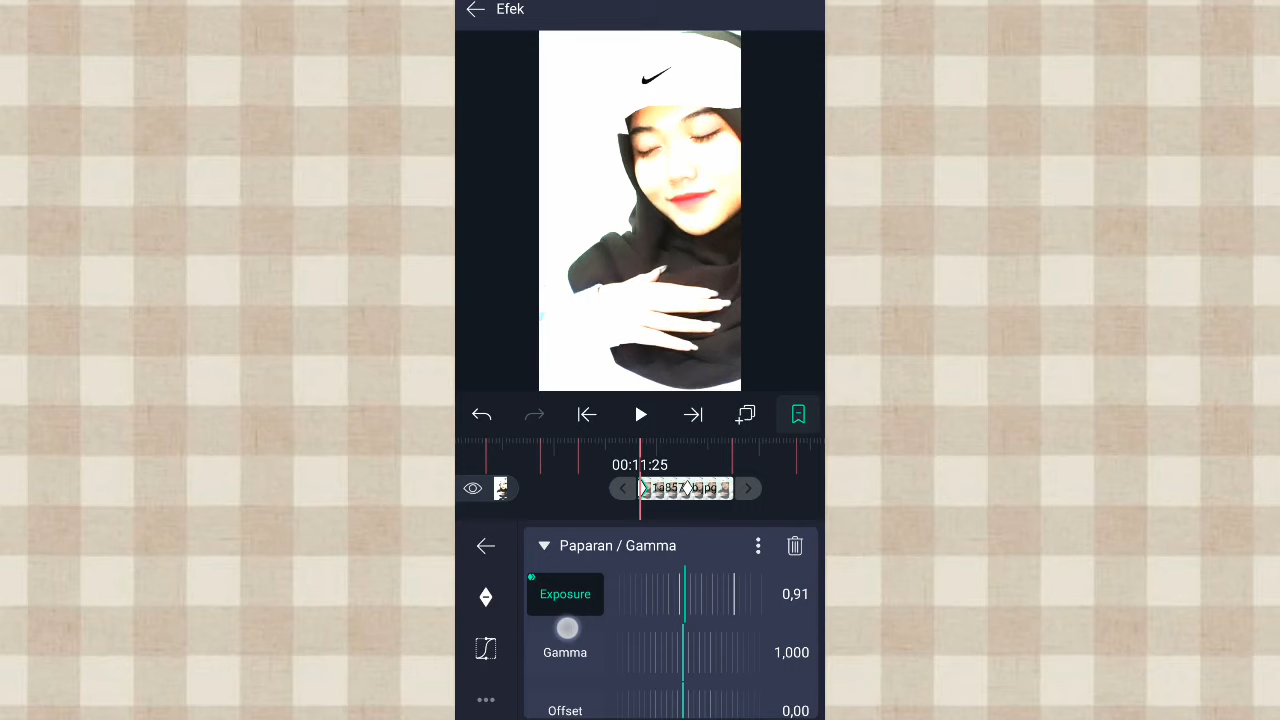 Efek
00:11:25
Paparan / Gamma
Exposure
0,91
Gamma
1,000
Offset
0,00